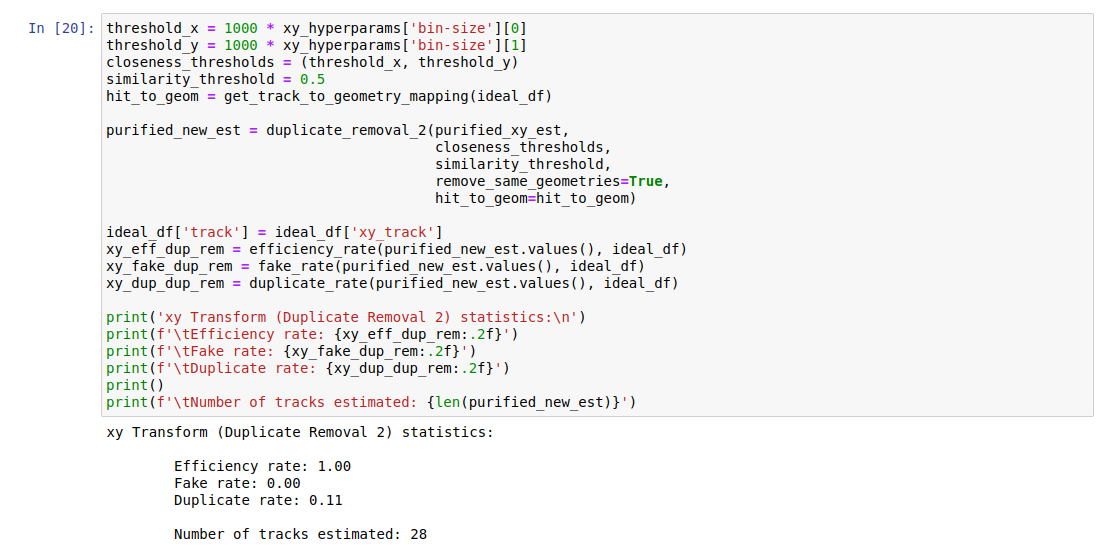 In [20]: threshold_x = 1000 * xy_hyperparams['bin-size'][0]
threshold_y = 1000 * xy_hyperparams['bin-size'][1]
closeness_thresholds = (threshold_x, threshold_y)
similarity_threshold = 0.5
hit_to_geom = get_track_to_geometry_mapping(ideal_df)

purified_new_est = duplicate_removal_2(purified_xy_est,
                                       closeness_thresholds,
                                       similarity_threshold,
                                       remove_same_geometries=True,
                                       hit_to_geom=hit_to_geom)

ideal_df['track'] = ideal_df['xy_track']
xy_eff_dup_rem = efficiency_rate(purified_new_est.values(), ideal_df)
xy_fake_dup_rem = fake_rate(purified_new_est.values(), ideal_df)
xy_dup_dup_rem = duplicate_rate(purified_new_est.values(), ideal_df)

print('xy Transform (Duplicate Removal 2) statistics:\n')
print(f'\tEfficiency rate: {xy_eff_dup_rem:.2f}')
print(f'\tFake rate: {xy_fake_dup_rem:.2f}')
print(f'\tDuplicate rate: {xy_dup_dup_rem:.2f}')
print()
print(f'\tNumber of tracks estimated: {len(purified_new_est)}')
xy Transform (Duplicate Removal 2) statistics:

        Efficiency rate: 1.00
        Fake rate: 0.00
        Duplicate rate: 0.11

        Number of tracks estimated: 28